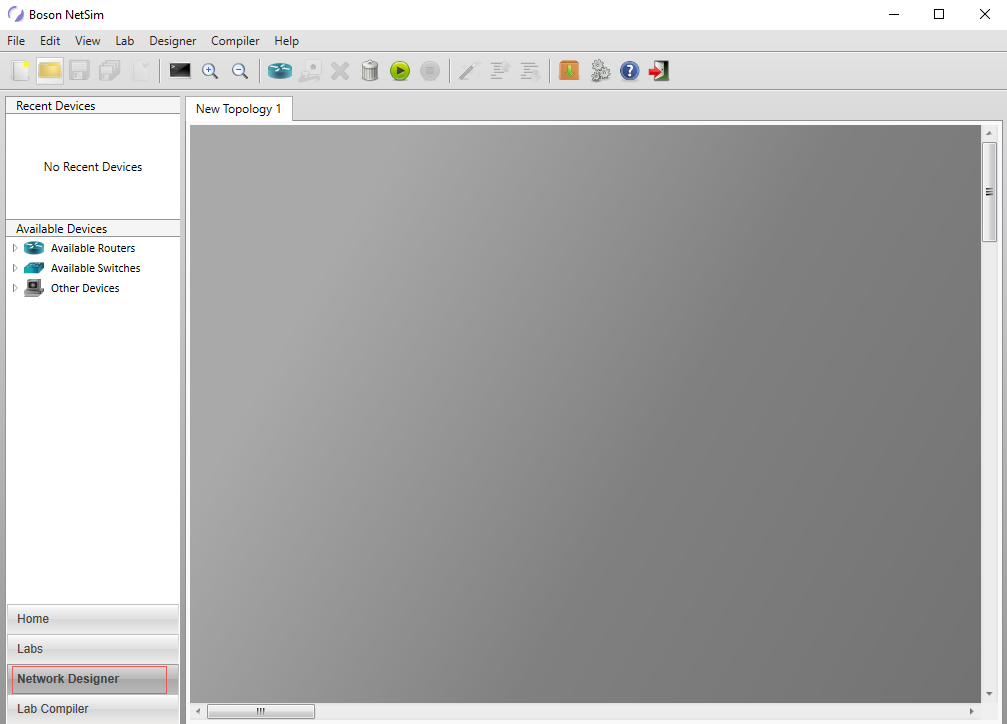 Boson NetSim
File Edit View Lab Designer Compiler Help
Recent Devices
New Topology 1
No Recent Devices
Available Devices
Available Routers
Available Switches
Other Devices
Home
Labs
Network Designer
Lab Compiler